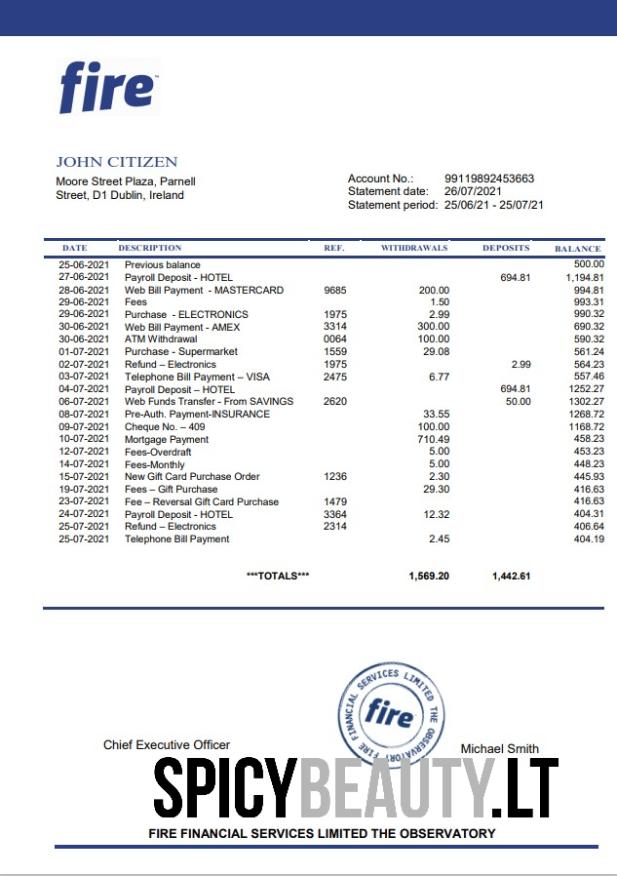 fire™
JOHN CITIZEN
Moore Street Plaza, Parnell
Street, D1 Dublin, Ireland
Account No.: 99119892453663
Statement date: 26/07/2021
Statement period: 25/06/21 - 25/07/21
DATE DESCRIPTION REF. WITHDRAWALS DEPOSITS BALANCE
25-06-2021 Previous balance 500.00
27-06-2021 Payroll Deposit - HOTEL 694.81 1,194.81
28-06-2021 Web Bill Payment - MASTERCARD 9685 200.00 994.81
29-06-2021 Fees 1.50 993.31
29-06-2021 Purchase - ELECTRONICS 1975 2.99 990.32
30-06-2021 Web Bill Payment - AMEX 3314 300.00 690.32
30-06-2021 ATM Withdrawal 0064 100.00 590.32
01-07-2021 Purchase - Supermarket 1559 29.08 561.24
02-07-2021 Refund – Electronics 1975 2.99 564.23
03-07-2021 Telephone Bill Payment – VISA 2475 6.77 557.46
04-07-2021 Payroll Deposit – HOTEL 694.81 1252.27
06-07-2021 Web Funds Transfer - From SAVINGS 2620 50.00 1302.27
08-07-2021 Pre-Auth. Payment-INSURANCE 33.55 1268.72
09-07-2021 Cheque No. – 409 100.00 1168.72
10-07-2021 Mortgage Payment 710.49 458.23
12-07-2021 Fees-Overdraft 5.00 453.23
14-07-2021 Fees-Monthly 5.00 448.23
15-07-2021 New Gift Card Purchase Order 1236 2.30 445.93
19-07-2021 Fees – Gift Purchase 29.30 416.63
23-07-2021 Fee – Reversal Gift Card Purchase 1479 416.63
24-07-2021 Payroll Deposit - HOTEL 3364 12.32 404.31
25-07-2021 Refund – Electronics 2314 406.64
25-07-2021 Telephone Bill Payment 2.45 404.19
***TOTALS*** 1,569.20 1,442.61
FIRE FINANCIAL SERVICES LIMITED THE OBSERVATORY
fire
Chief Executive Officer
Michael Smith
SPICYBEAUTY.LT
FIRE FINANCIAL SERVICES LIMITED THE OBSERVATORY